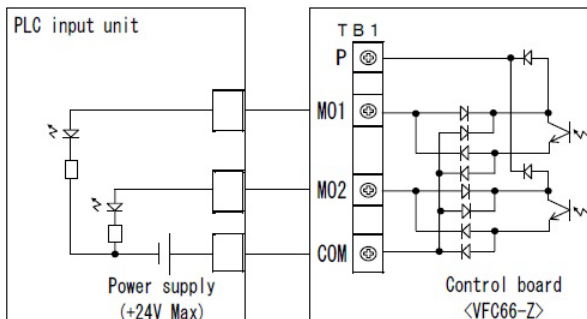 PLC input unit
TB1
P
MO1
MO2
COM
Power supply
(+24V Max)
Control board
<VFC66-Z>